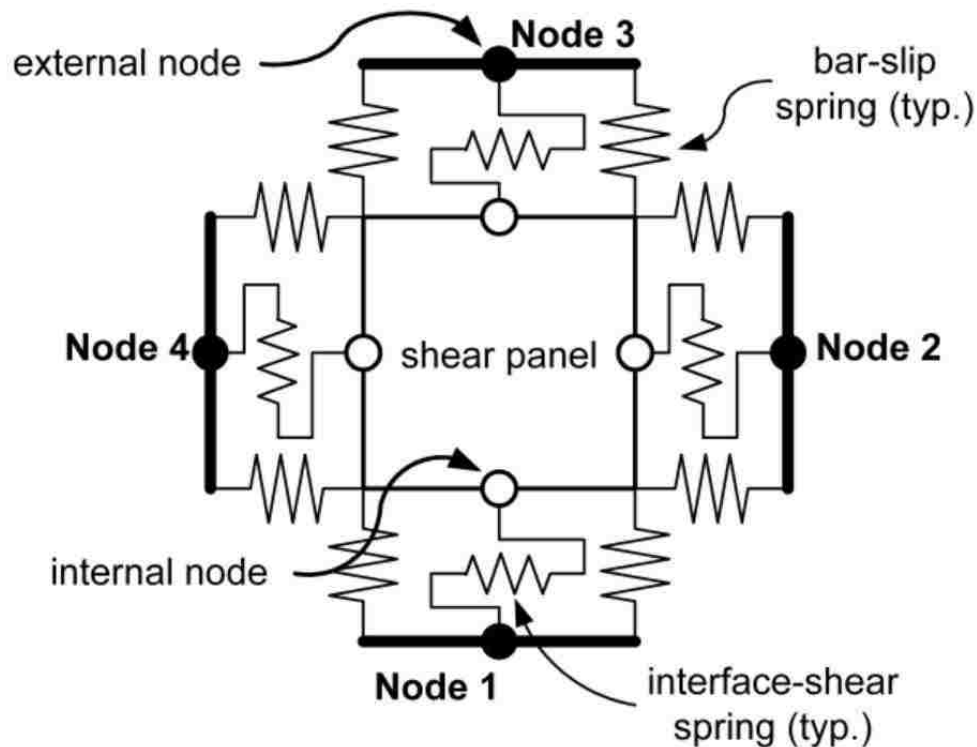 Node 3
external node
bar-slip
spring (typ.)
Node 4
shear panel
Node 2
internal node
Node 1
interface-shear
spring (typ.)